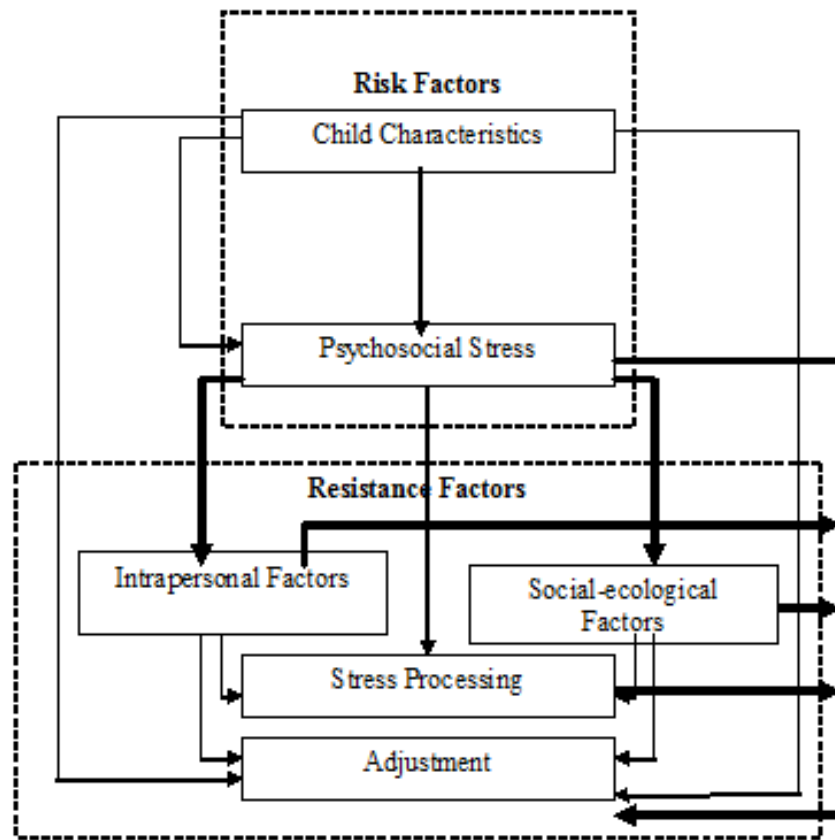 Risk Factors
Child Characteristics
Psychosocial Stress
Resistance Factors
Intrapersonal Factors
Social-ecological
Factors
Stress Processing
Adjustment